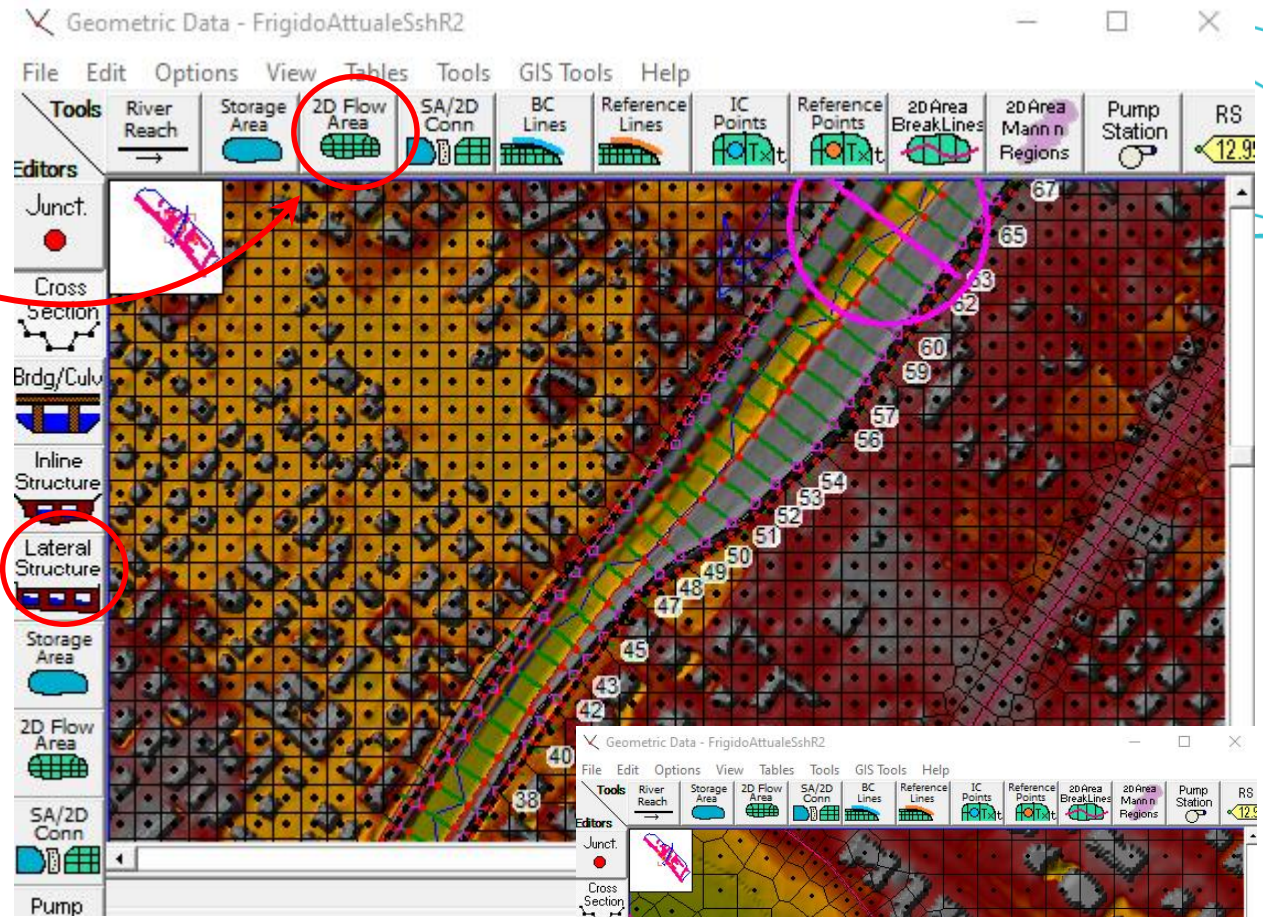 Geometric Data - FrigidoAttualeSshR2
File Edit Options View Tables Tools GIS Tools Help
Tools
Editors
River Reach
Storage Area
2D Flow Area
SA/2D Conn
BC Lines
Reference Lines
IC Points
Reference Points
2D Area BreakLines
2D Area Mann n Regions
Pump Station
RS
Junct.
Cross Section
Brdg/Culv
Inline Structure
Lateral Structure
Storage Area
2D Flow Area
SA/2D Conn
Pump
67
65
63
62
60
59
57
56
54
53
52
51
50
49
48
47
45
43
42
40
38
Geometric Data - FrigidoAttualeSshR2
File Edit Options View Tables Tools GIS Tools Help
Tools
Editors
River Reach
Storage Area
2D Flow Area
SA/2D Conn
BC Lines
Reference Lines
IC Points
Reference Points
2D Area BreakLines
2D Area Mann n Regions
Pump Station
RS
Junct.
Cross Section